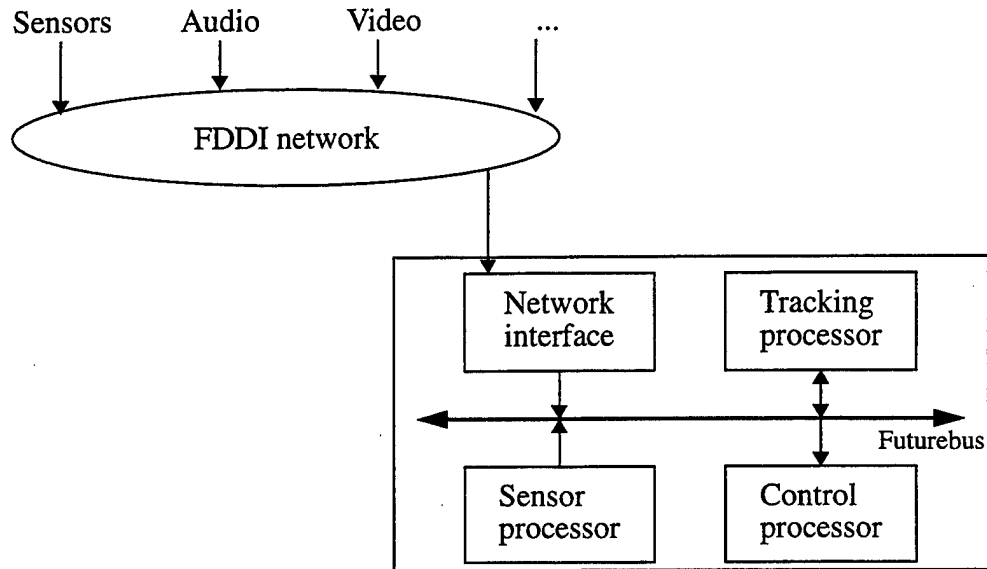 Sensors
Audio
Video
...
FDDI network
Network
interface
Tracking
processor
Futurebus
Sensor
processor
Control
processor